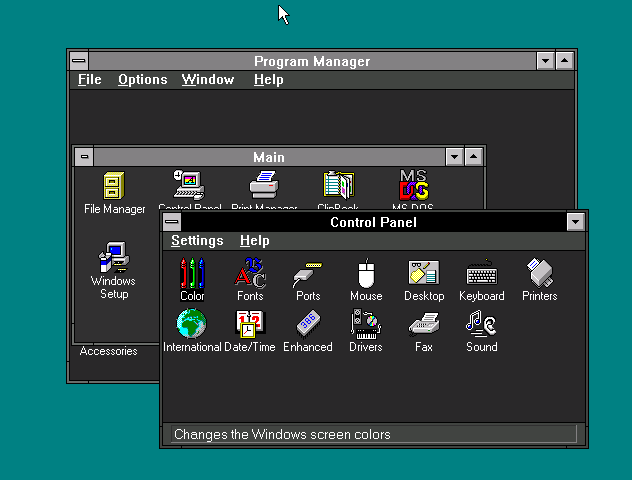 Program Manager
File Options Window Help
Main
File Manager Control Panel Print Manager ClipBook MS-DOS
Windows
Setup
Accessories
Control Panel
Settings Help
Color Fonts Ports Mouse Desktop Keyboard Printers
International Date/Time Enhanced Drivers Fax Sound
Changes the Windows screen colors